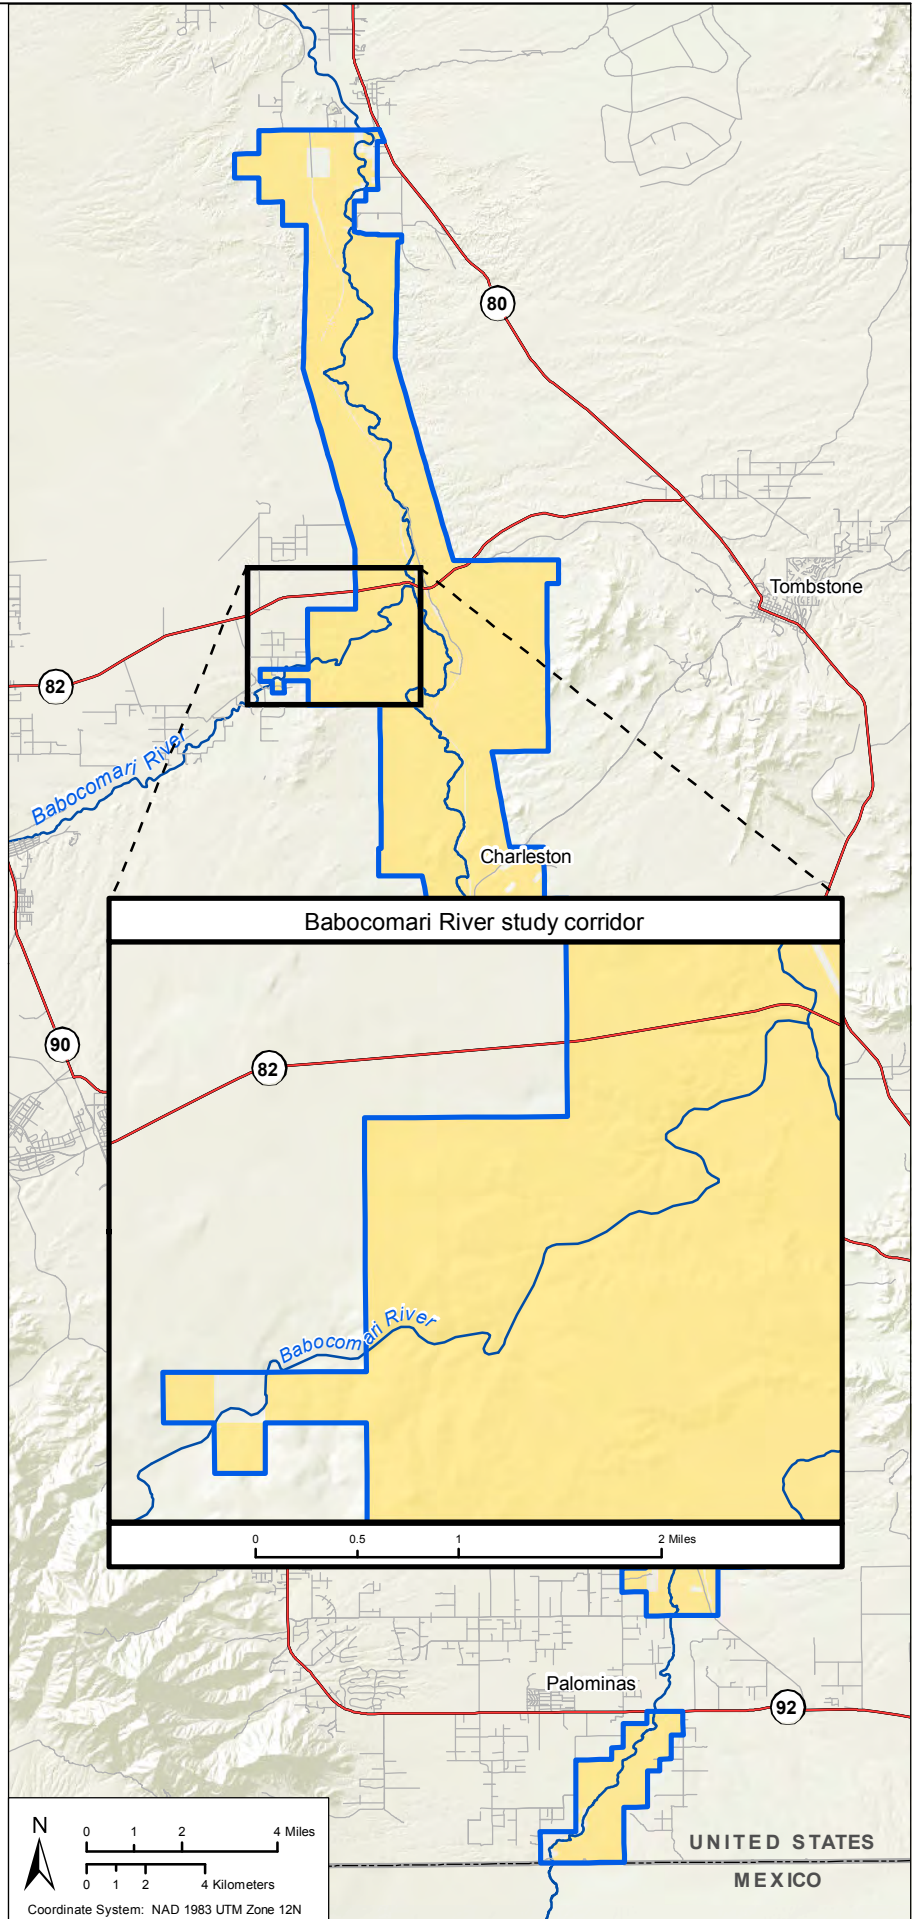 80
Tombstone
82
Babocomari River
Charleston
Babocomari River study corridor
90
82
Babocomari River
0 0.5 1 2 Miles
Palominas
92
N
0 1 2 4 Miles
0 1 2 4 Kilometers
Coordinate System: NAD 1983 UTM Zone 12N
UNITED STATES
MEXICO